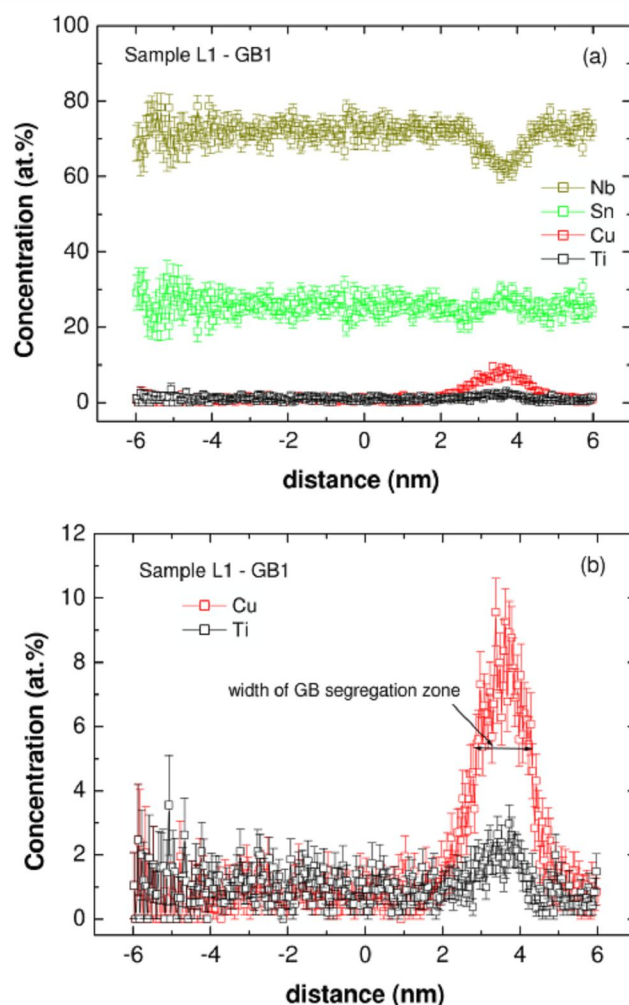 100
Sample L1 - GB1
(a)
80
60
Nb
Sn
Cu
Ti
40
20
0
Concentration (at.%)
-6 -4 -2 0 2 4 6
distance (nm)
12
Sample L1 - GB1
(b)
Cu
Ti
10
8
width of GB segregation zone
6
4
2
0
Concentration (at.%)
-6 -4 -2 0 2 4 6
distance (nm)